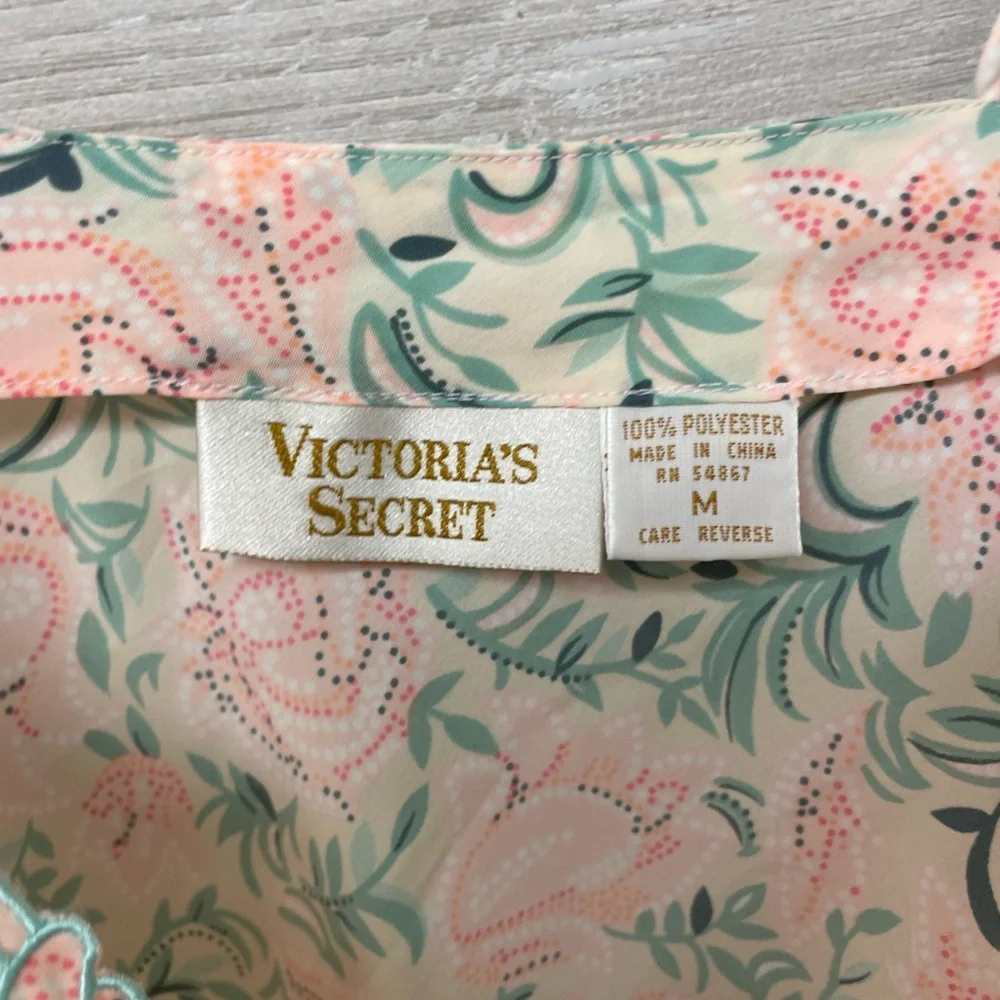 VICTORIA'S
SECRET
100% POLYESTER
MADE IN CHINA
RN 54867
M
CARE REVERSE